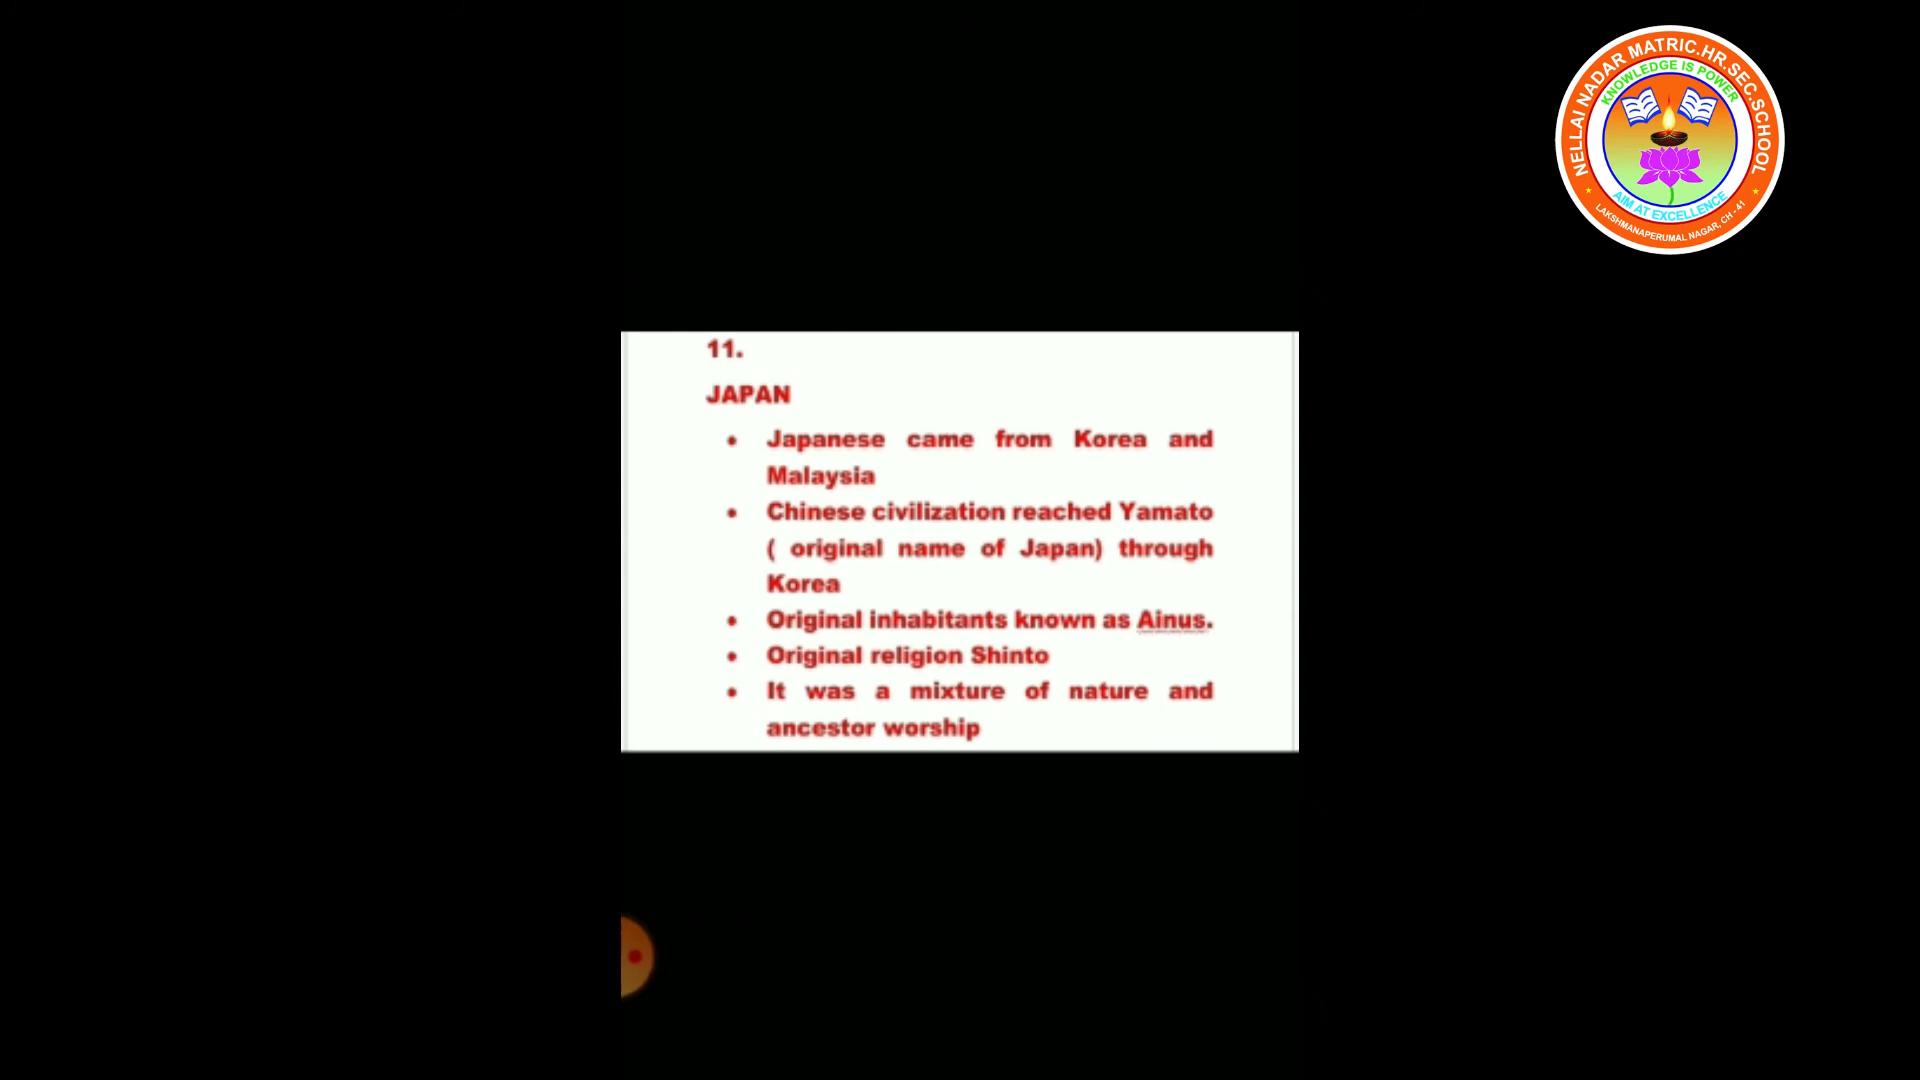 NELLAI NADAR MATRIC.HR.SEC.SCHOOL
KNOWLEDGE IS POWER
AIM AT EXCELLENCE
LAKSHMANAPERUMAL NAGAR, CH - 41
11.
JAPAN
• Japanese came from Korea and
Malaysia
• Chinese civilization reached Yamato
( original name of Japan) through
Korea
• Original inhabitants known as Ainus.
• Original religion Shinto
• It was a mixture of nature and
ancestor worship